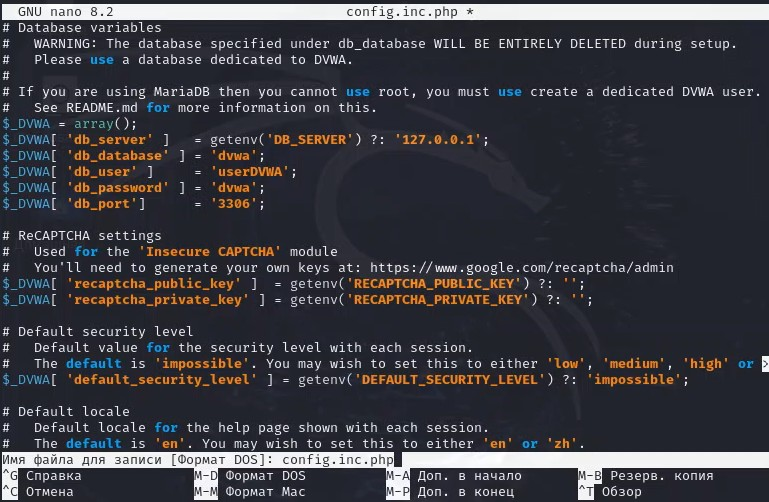 GNU nano 8.2 config.inc.php *
# Database variables
#   WARNING: The database specified under db_database WILL BE ENTIRELY DELETED during setup.
#   Please use a database dedicated to DVWA.
#
# If you are using MariaDB then you cannot use root, you must use create a dedicated DVWA user.
#   See README.md for more information on this.
$_DVWA = array();
$_DVWA[ 'db_server' ]   = getenv('DB_SERVER') ?: '127.0.0.1';
$_DVWA[ 'db_database' ] = 'dvwa';
$_DVWA[ 'db_user' ]     = 'userDVWA';
$_DVWA[ 'db_password' ] = 'dvwa';
$_DVWA[ 'db_port']      = '3306';
# ReCAPTCHA settings
#   Used for the 'Insecure CAPTCHA' module
#   You'll need to generate your own keys at: https://www.google.com/recaptcha/admin
$_DVWA[ 'recaptcha_public_key' ]  = getenv('RECAPTCHA_PUBLIC_KEY') ?: '';
$_DVWA[ 'recaptcha_private_key' ] = getenv('RECAPTCHA_PRIVATE_KEY') ?: '';
# Default security level
#   Default value for the security level with each session.
#   The default is 'impossible'. You may wish to set this to either 'low', 'medium', 'high' or >
$_DVWA[ 'default_security_level' ] = getenv('DEFAULT_SECURITY_LEVEL') ?: 'impossible';
# Default locale
#   Default locale for the help page shown with each session.
#   The default is 'en'. You may wish to set this to either 'en' or 'zh'.
Имя файла для записи [Формат DOS]: config.inc.php
^G Справка M-D Формат DOS M-A Доп. в начало M-B Резерв. копия
^C Отмена M-M Формат Mac M-P Доп. в конец ^T Обзор